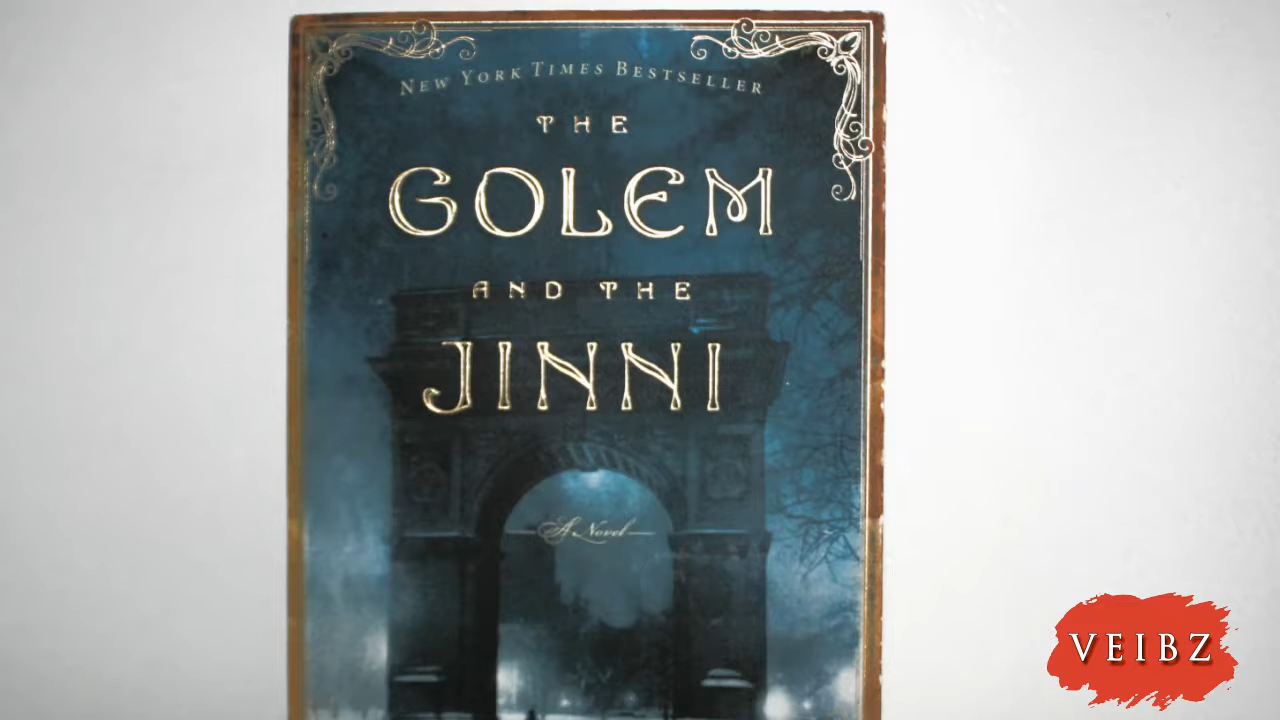 New York Times Bestseller
THE
GOLEM
AND THE
JINNI
A Novel
VEIBZ